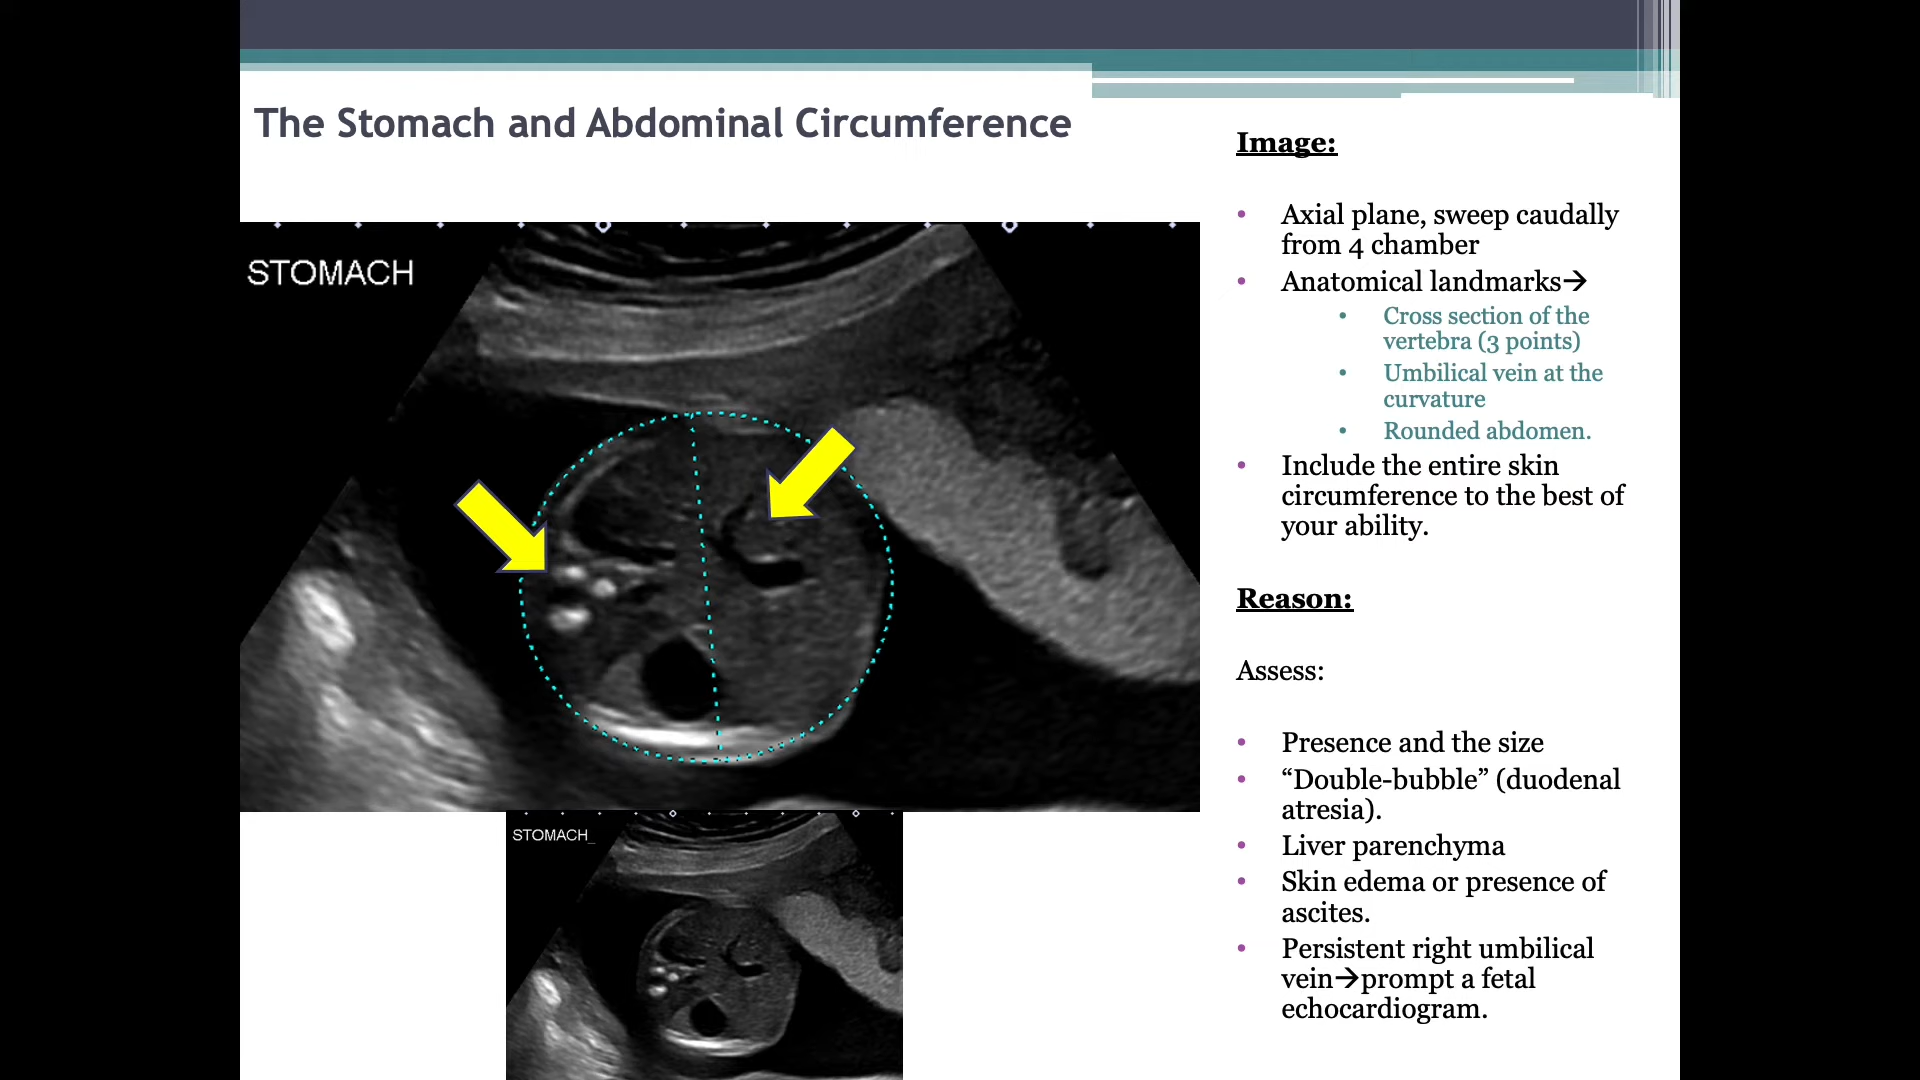 The Stomach and Abdominal Circumference
STOMACH
STOMACH_
Image:
• Axial plane, sweep caudally
from 4 chamber
• Anatomical landmarks→
• Cross section of the
vertebra (3 points)
• Umbilical vein at the
curvature
• Rounded abdomen.
• Include the entire skin
circumference to the best of
your ability.
Reason:
Assess:
• Presence and the size
• “Double-bubble” (duodenal
atresia).
• Liver parenchyma
• Skin edema or presence of
ascites.
• Persistent right umbilical
vein→prompt a fetal
echocardiogram.